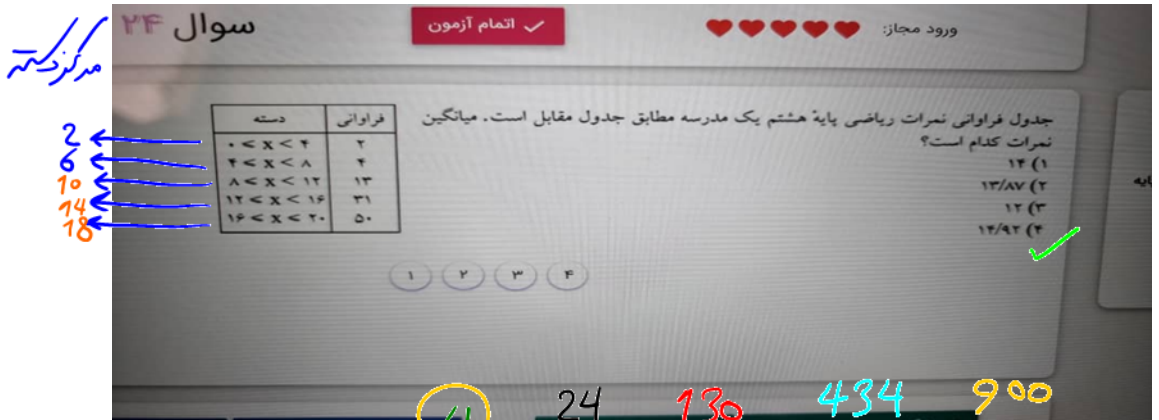 مرکز دسته
سوال ۲۴
اتمام آزمون
ورود مجاز:
جدول فراوانی نمرات ریاضی پایهٔ هشتم یک مدرسه مطابق جدول مقابل است. میانگین
نمرات کدام است؟
۱) ۱۴
۲) ۱۳/۸۷
۳) ۱۲
۴) ۱۴/۹۲
دسته فراوانی
2 ۰ < x < ۴ ۲
6 ۴ < x < ۸ ۴
10 ۸ < x < ۱۲ ۱۳
14 ۱۲ < x < ۱۶ ۳۱
18 ۱۶ < x < ۲۰ ۵۰
۱ ۲ ۳ ۴
پایه
4 24 130 434 900